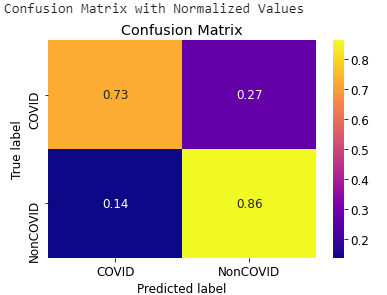 Confusion Matrix with Normalized Values
Confusion Matrix
True label
COVID
0.73 0.27
NonCOVID
0.14 0.86
COVID NonCOVID
Predicted label
0.8
0.7
0.6
0.5
0.4
0.3
0.2